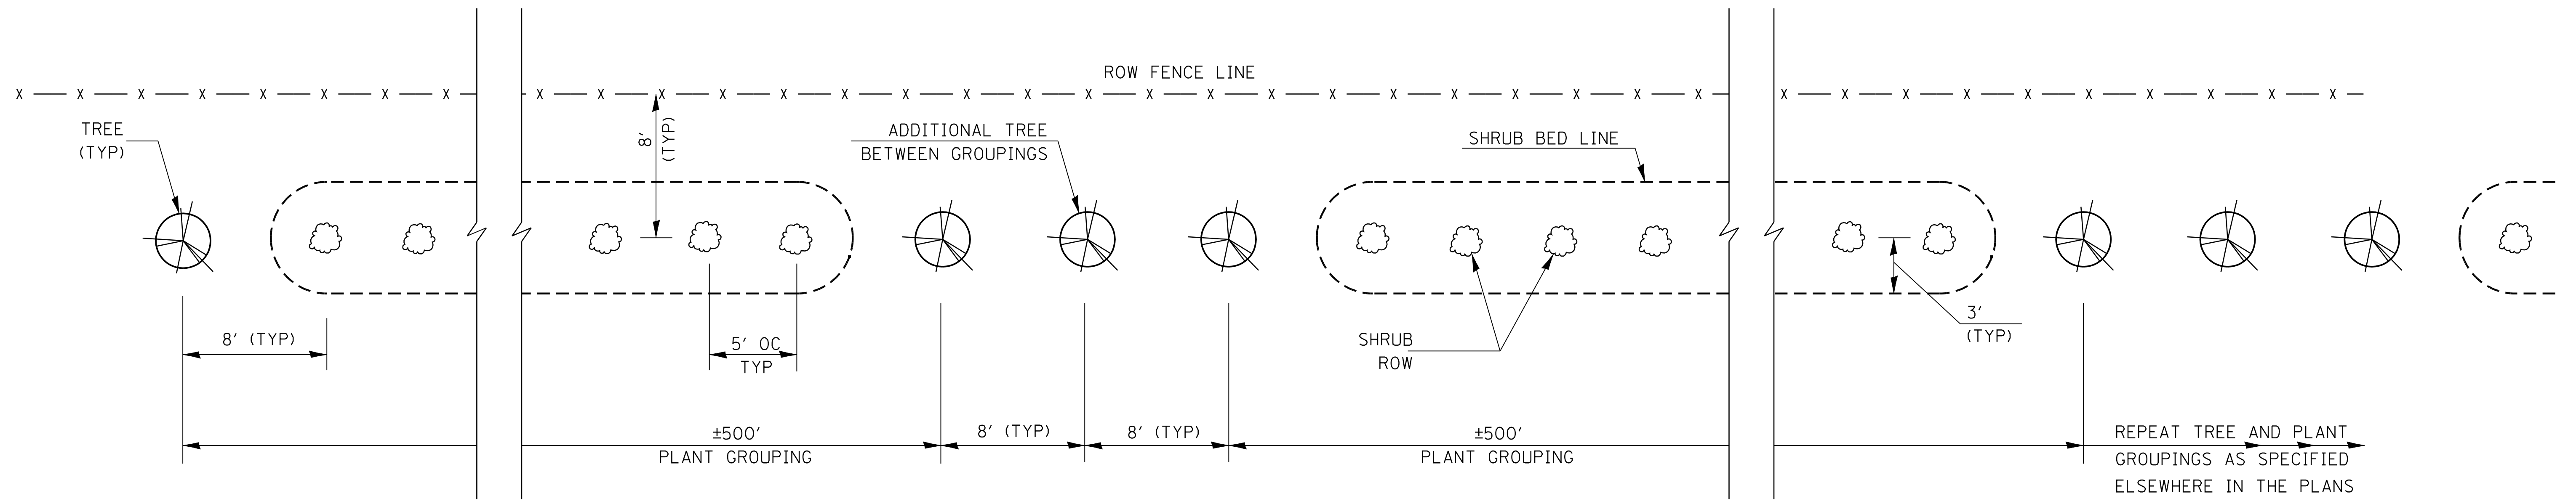 ROW FENCE LINE
X X X X X X X X X X X X X X X X X X X X X X X X X X X X X X X X X X X X X X
TREE
(TYP)
8'
(TYP)
ADDITIONAL TREE
BETWEEN GROUPINGS
SHRUB BED LINE
8' (TYP)
5' OC
TYP
SHRUB
ROW
3'
(TYP)
±500'
PLANT GROUPING
8' (TYP)
8' (TYP)
±500'
PLANT GROUPING
REPEAT TREE AND PLANT
GROUPINGS AS SPECIFIED
ELSEWHERE IN THE PLANS